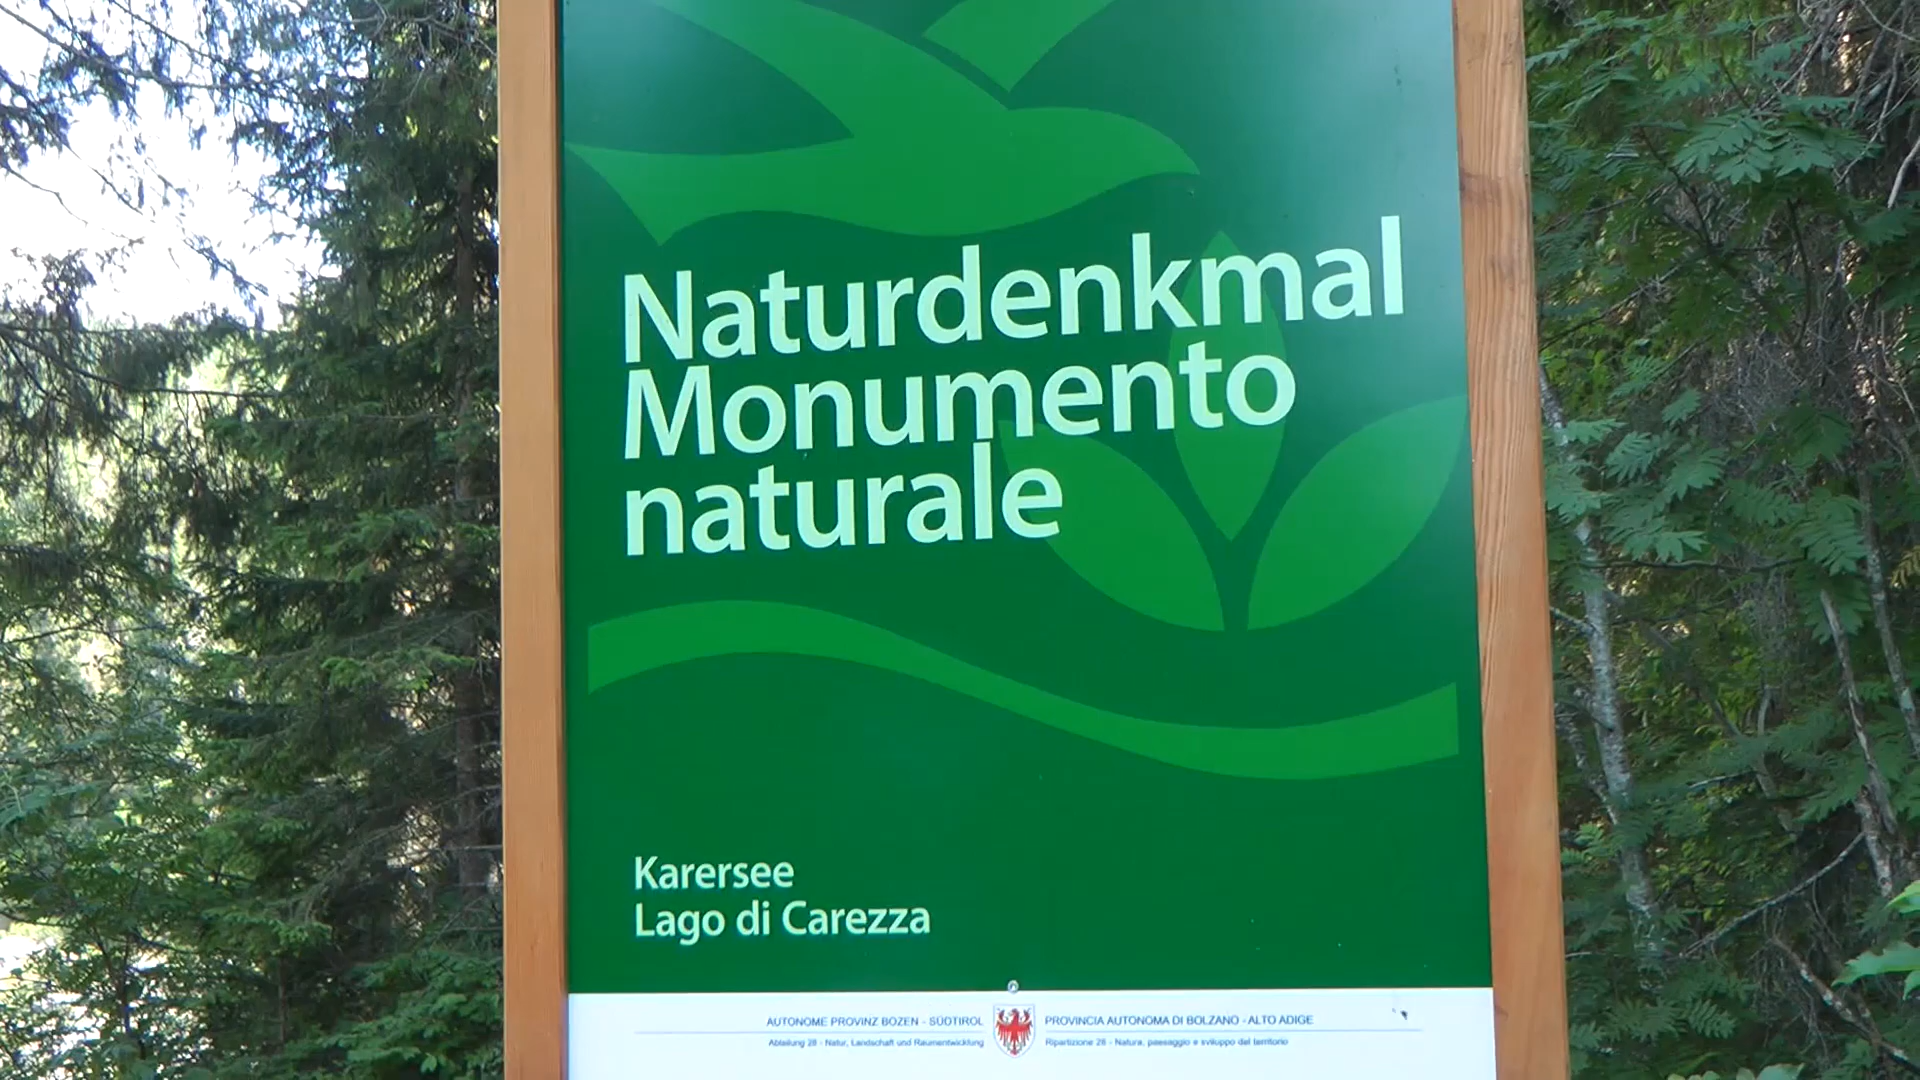 Naturdenkmal
Monumento
naturale
Karersee
Lago di Carezza
AUTONOME PROVINZ BOZEN - SÜDTIROL
Abteilung 28 - Natur, Landschaft und Raumentwicklung
PROVINCIA AUTONOMA DI BOLZANO - ALTO ADIGE
Ripartizione 28 - Natura, paesaggio e sviluppo del territorio